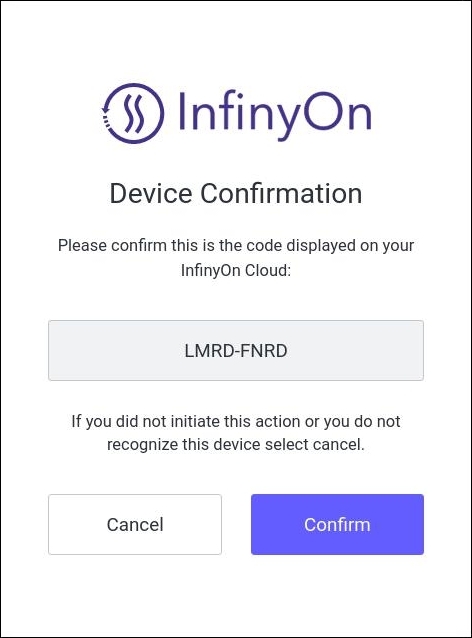 InfinyOn
Device Confirmation
Please confirm this is the code displayed on your
InfinyOn Cloud:
LMRD-FNRD
If you did not initiate this action or you do not
recognize this device select cancel.
Cancel
Confirm